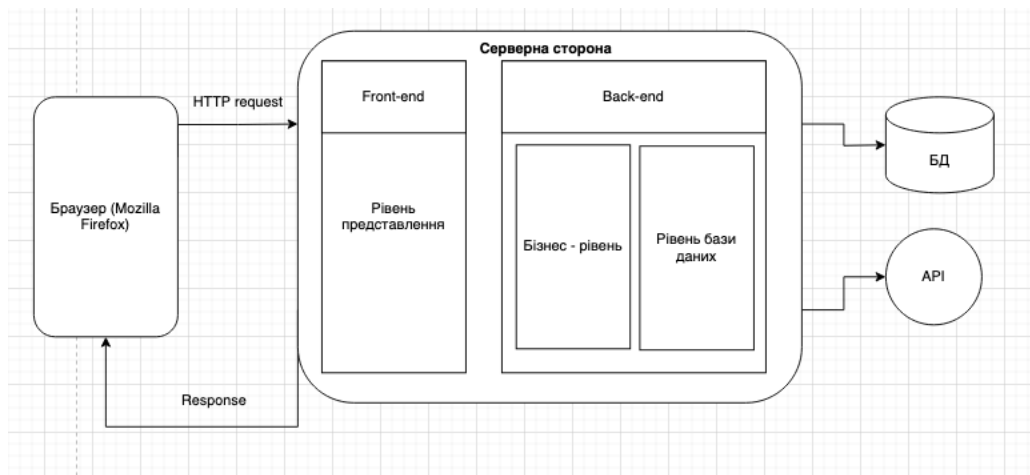 Серверна сторона
HTTP request
Front-end
Back-end
Браузер (Mozilla
Firefox)
Рівень
представлення
Бізнес - рівень
Рівень бази
даних
БД
API
Response